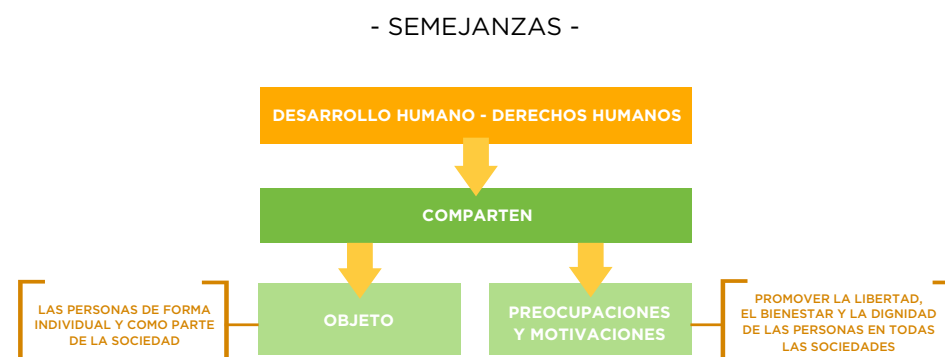 - SEMEJANZAS -
DESARROLLO HUMANO - DERECHOS HUMANOS
COMPARTEN
LAS PERSONAS DE FORMA
INDIVIDUAL Y COMO PARTE
DE LA SOCIEDAD
OBJETO
PREOCUPACIONES
Y MOTIVACIONES
PROMOVER LA LIBERTAD,
EL BIENESTAR Y LA DIGNIDAD
DE LAS PERSONAS EN TODAS
LAS SOCIEDADES